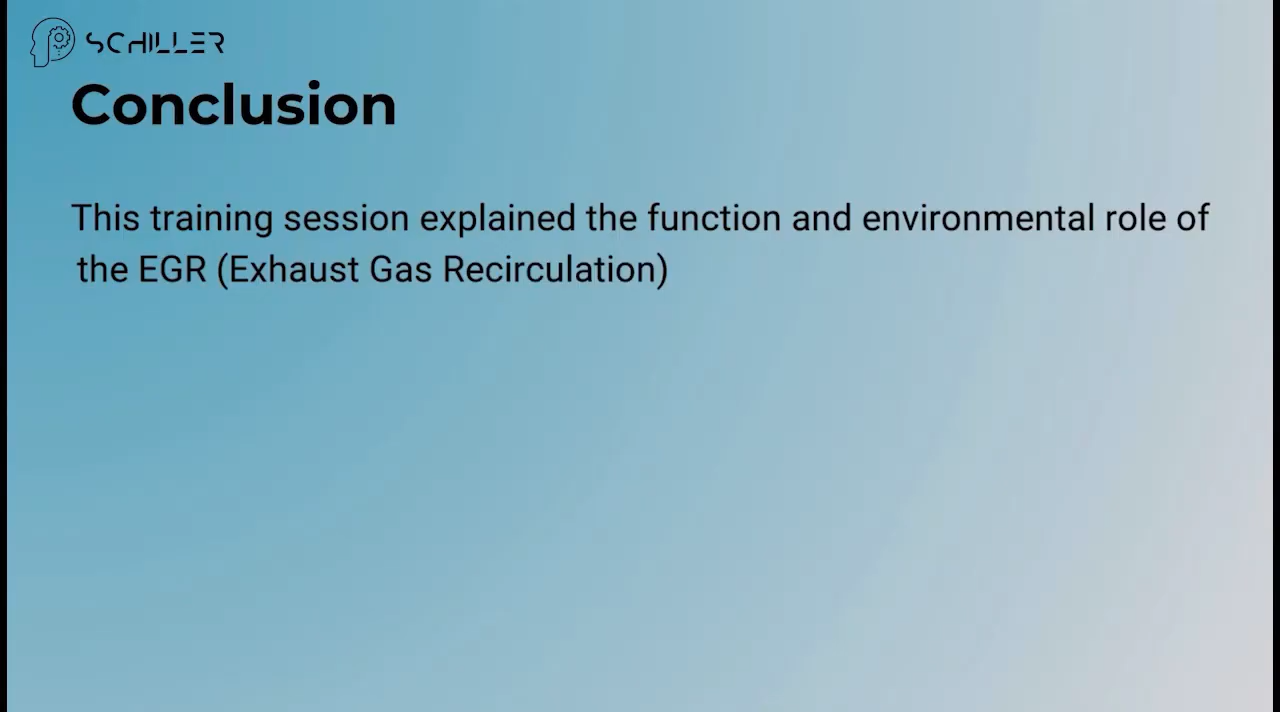 SCHILLER
Conclusion
This training session explained the function and environmental role of
the EGR (Exhaust Gas Recirculation)